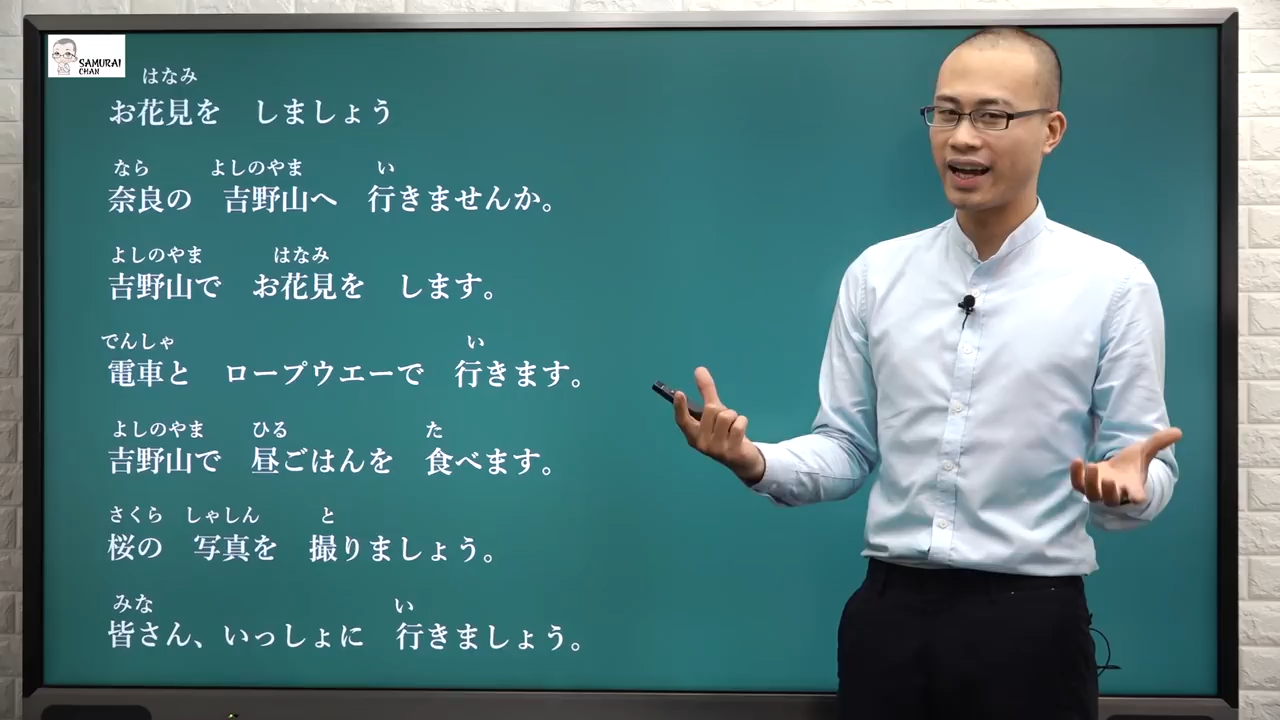 SAMURAI
CHAN
はなみ
お花見を　しましょう
なら　よしのやま　い
奈良の　吉野山へ　行きませんか。
よしのやま　はなみ
吉野山で　お花見を　します。
でんしゃ　い
電車と　ロープウエーで　行きます。
よしのやま　ひる　た
吉野山で　昼ごはんを　食べます。
さくら　しゃしん　と
桜の　写真を　撮りましょう。
みな　い
皆さん、いっしょに　行きましょう。